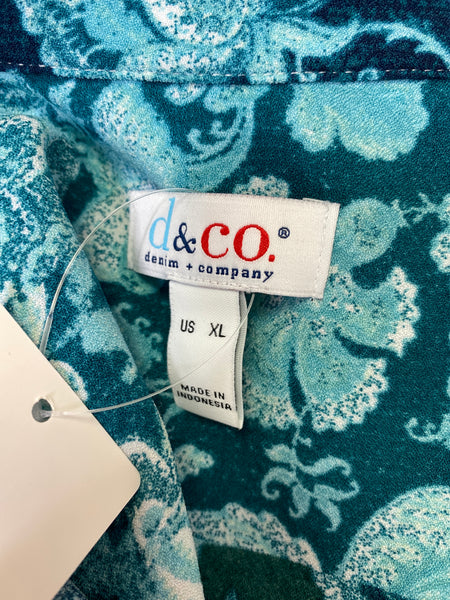 d&co.®
denim + company
US XL
MADE IN
INDONESIA